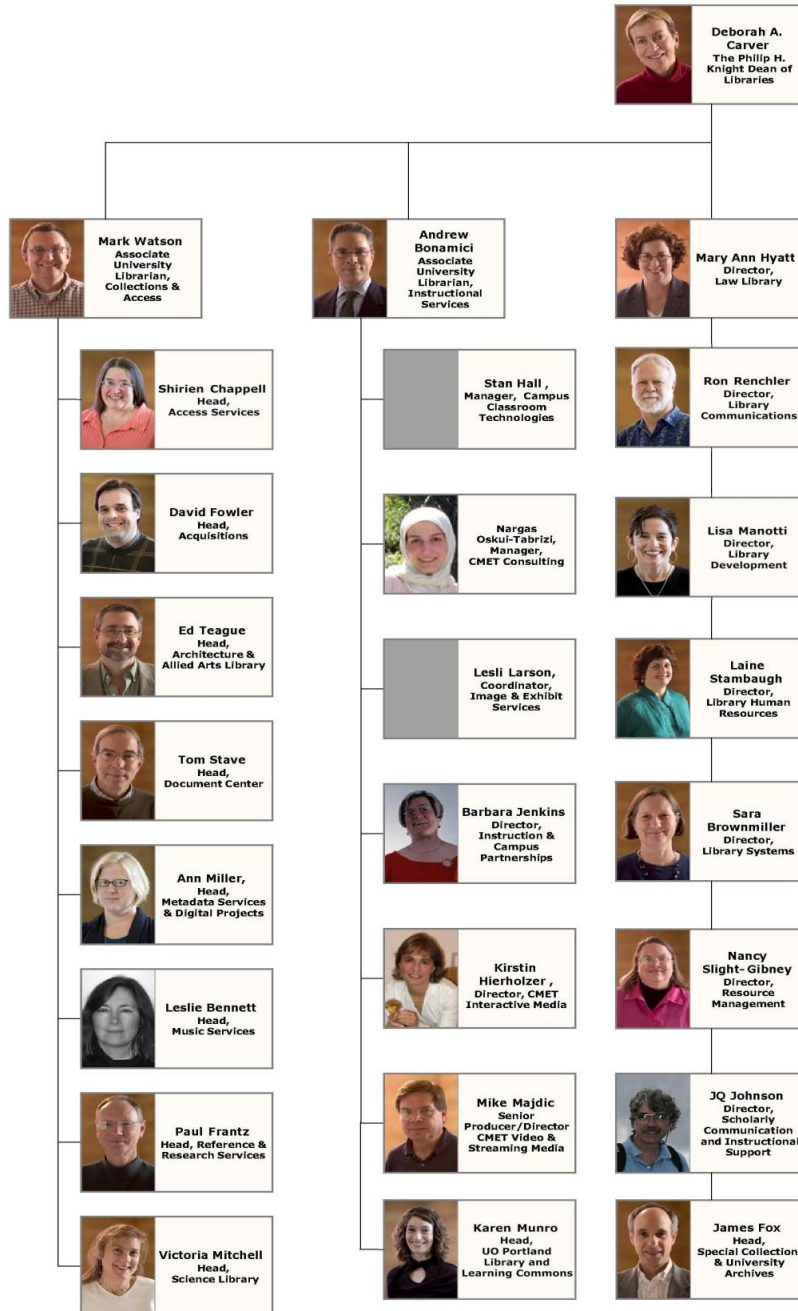 Deborah A.
Carver
The Philip H.
Knight Dean of
Libraries
Mark Watson
Associate
University
Librarian,
Collections &
Access
Andrew
Bonamici
Associate
University
Librarian,
Instructional
Services
Mary Ann Hyatt
Director,
Law Library
Shirien Chappell
Head,
Access Services
Stan Hall ,
Manager, Campus
Classroom
Technologies
Ron Renchler
Director,
Library
Communications
David Fowler
Head,
Acquisitions
Nargas
Oskui-Tabrizi,
Manager,
CMET Consulting
Lisa Manotti
Director,
Library
Development
Ed Teague
Head,
Architecture &
Allied Arts Library
Lesli Larson,
Coordinator,
Image & Exhibit
Services
Laine
Stambaugh
Director,
Library Human
Resources
Tom Stave
Head,
Document Center
Barbara Jenkins
Director,
Instruction &
Campus
Partnerships
Sara
Brownmiller
Director,
Library Systems
Ann Miller,
Head,
Metadata Services
& Digital Projects
Kirstin
Hierholzer ,
Director, CMET
Interactive Media
Nancy
Slight-Gibney
Director,
Resource
Management
Leslie Bennett
Head,
Music Services
Mike Majdic
Senior
Producer/Director
CMET Video &
Streaming Media
JQ Johnson
Director,
Scholarly
Communication
and Instructional
Support
Paul Frantz
Head, Reference &
Research Services
Karen Munro
Head,
UO Portland
Library and
Learning Commons
James Fox
Head,
Special Collection
& University
Archives
Victoria Mitchell
Head,
Science Library